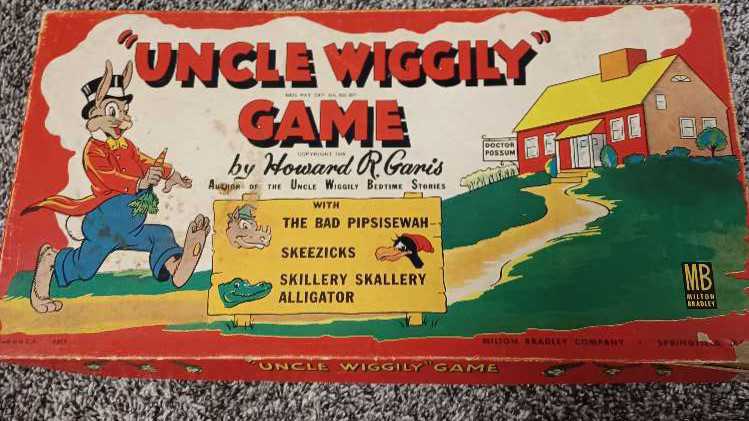 "UNCLE WIGGILY"
GAME
by Howard R. Garis
AUTHOR OF THE UNCLE WIGGILY BEDTIME STORIES
DOCTOR
POSSUM
WITH
THE BAD PIPSISEWAH
SKEEZICKS
SKILLERY SKALLERY
ALLIGATOR
MB
MILTON
BRADLEY
MILTON BRADLEY COMPANY
"UNCLE WIGGILY" GAME